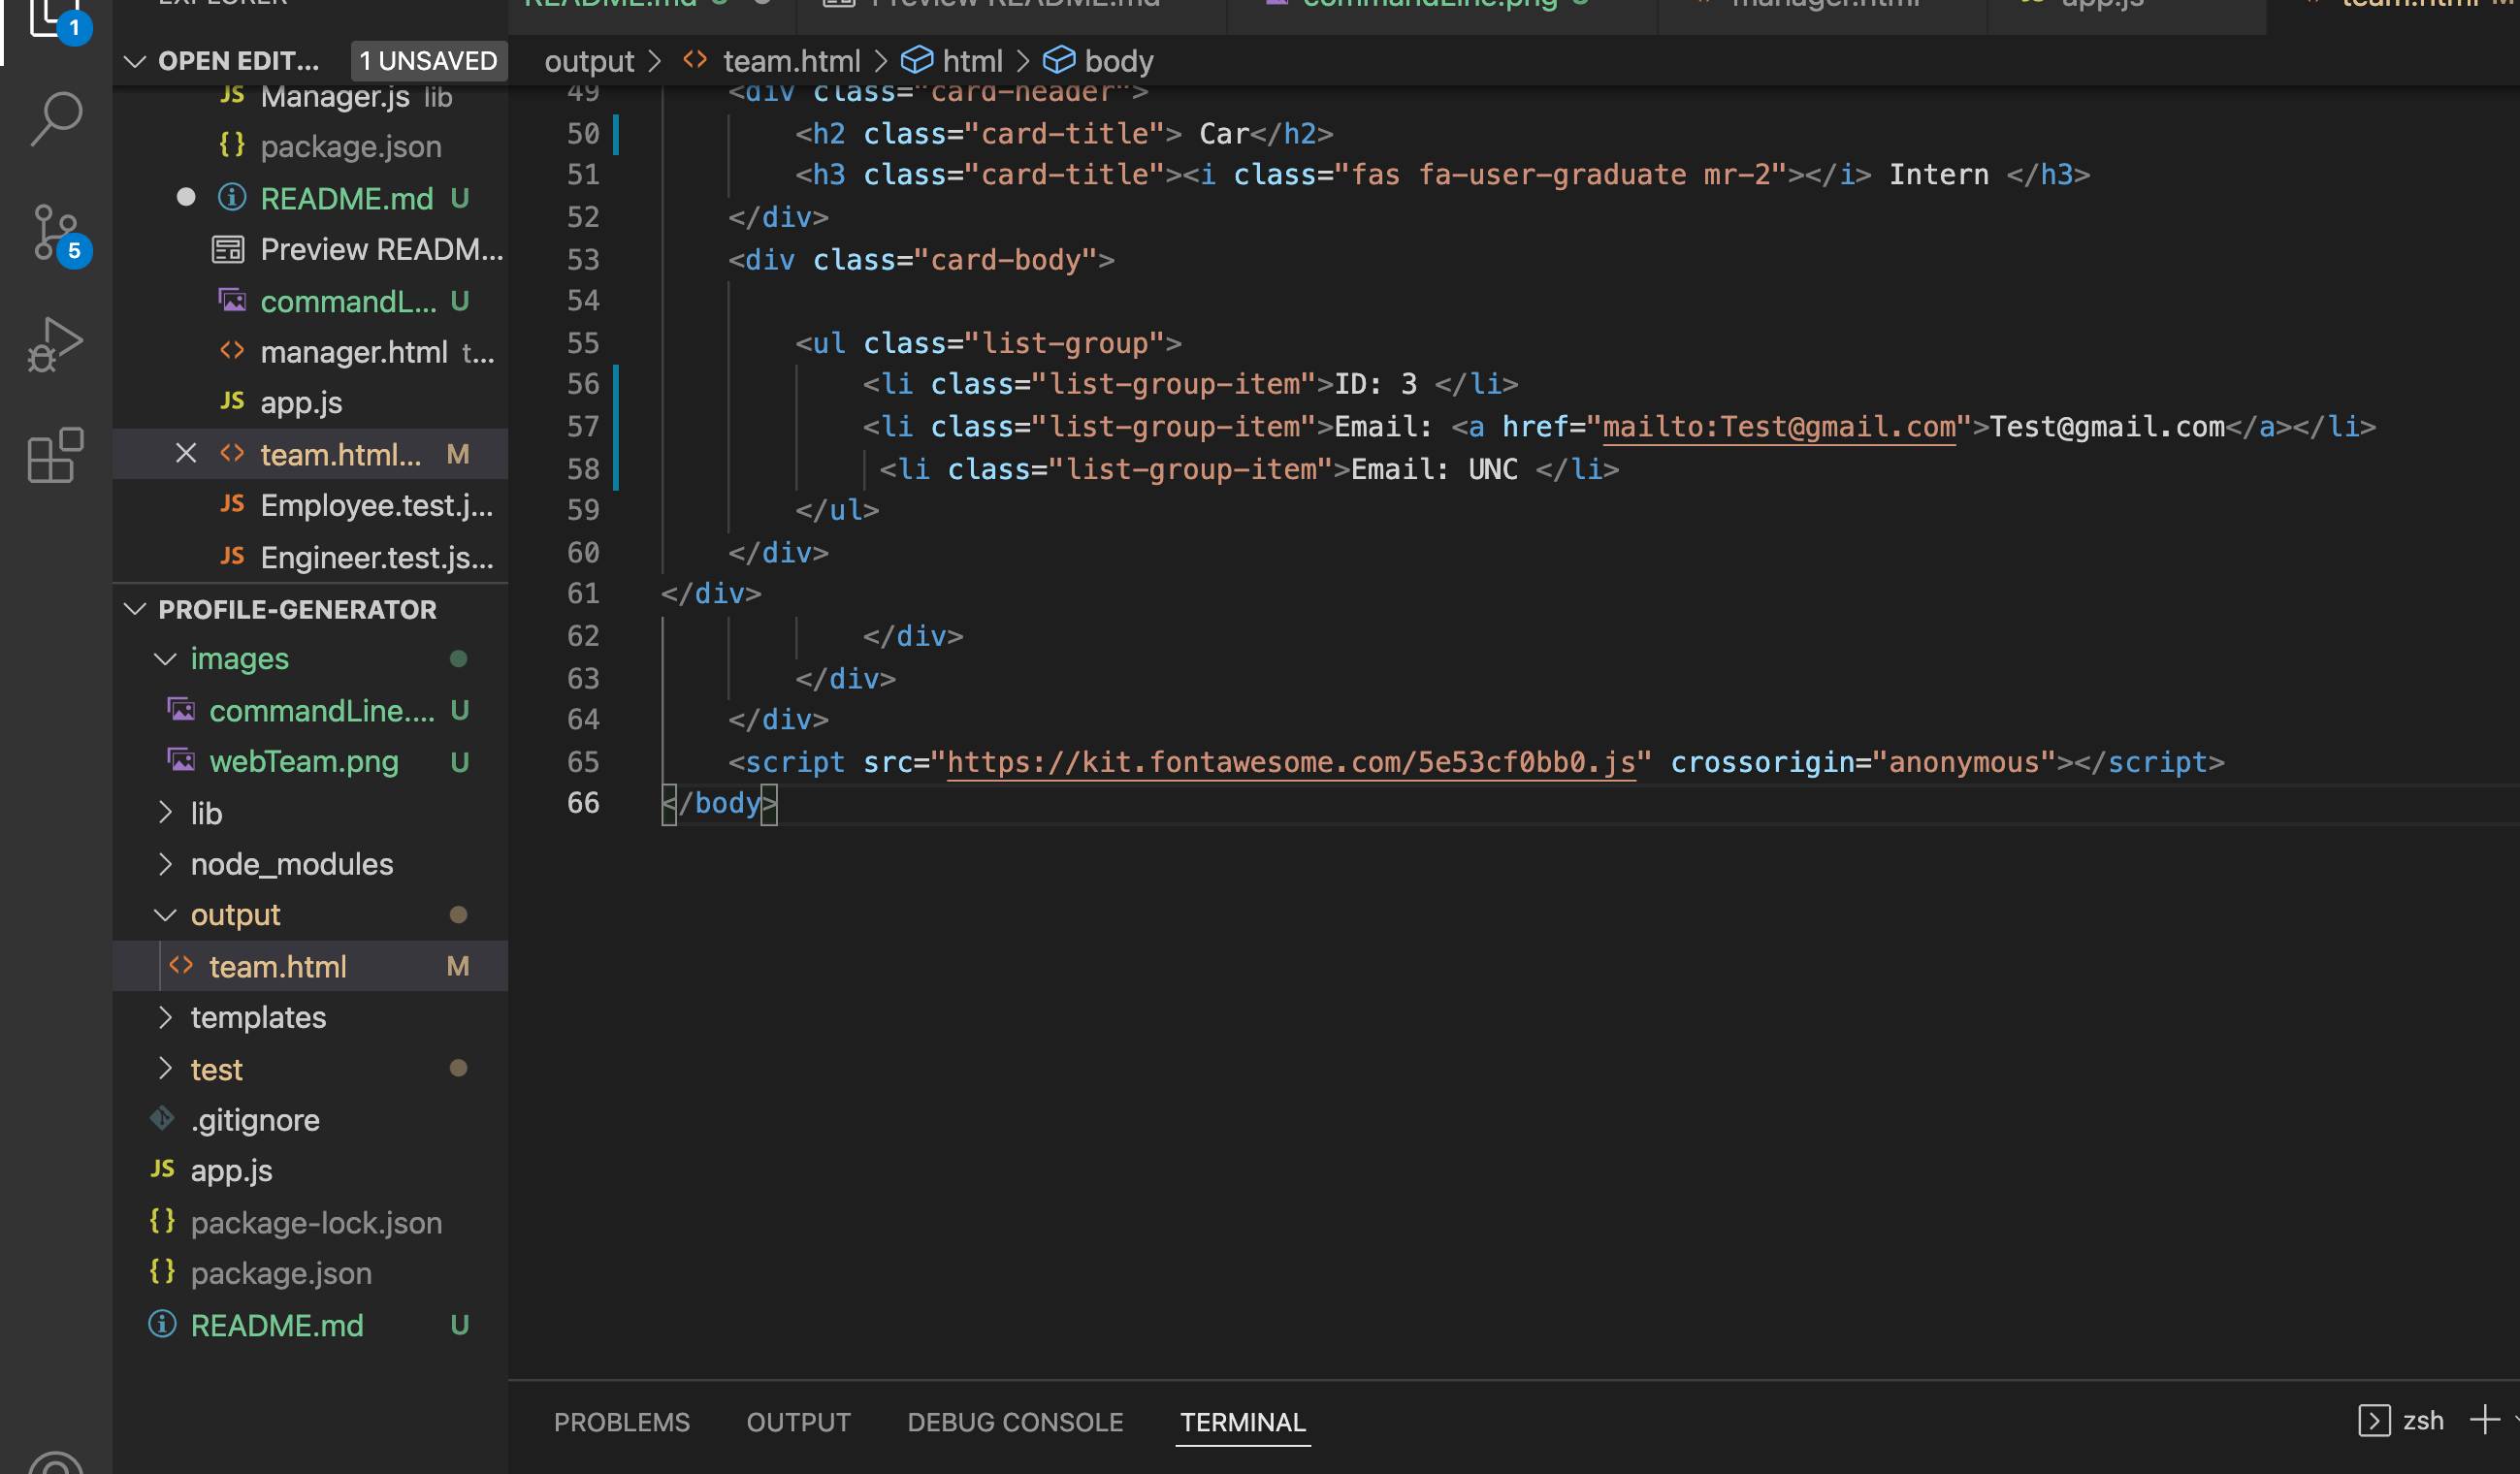 EXPLORER
1
OPEN EDIT... 1 UNSAVED
JS Manager.js lib
{} package.json
README.md U
Preview READM...
commandL... U
manager.html t...
JS app.js
team.html... M
JS Employee.test.j...
JS Engineer.test.js...
5
PROFILE-GENERATOR
images
commandLine.... U
webTeam.png U
lib
node_modules
output
team.html M
templates
test
.gitignore
JS app.js
{} package-lock.json
{} package.json
README.md U
README.md U Preview README.md commandLine.png U manager.html JS app.js team.html M
output > team.html > html > body
49 <div class="card-header">
50 <h2 class="card-title"> Car</h2>
51 <h3 class="card-title"><i class="fas fa-user-graduate mr-2"></i> Intern </h3>
52 </div>
53 <div class="card-body">
54
55 <ul class="list-group">
56 <li class="list-group-item">ID: 3 </li>
57 <li class="list-group-item">Email: <a href="mailto:Test@gmail.com">Test@gmail.com</a></li>
58 <li class="list-group-item">Email: UNC </li>
59 </ul>
60 </div>
61 </div>
62 </div>
63 </div>
64 </div>
65 <script src="https://kit.fontawesome.com/5e53cf0bb0.js" crossorigin="anonymous"></script>
66 </body>
PROBLEMS OUTPUT DEBUG CONSOLE TERMINAL
zsh